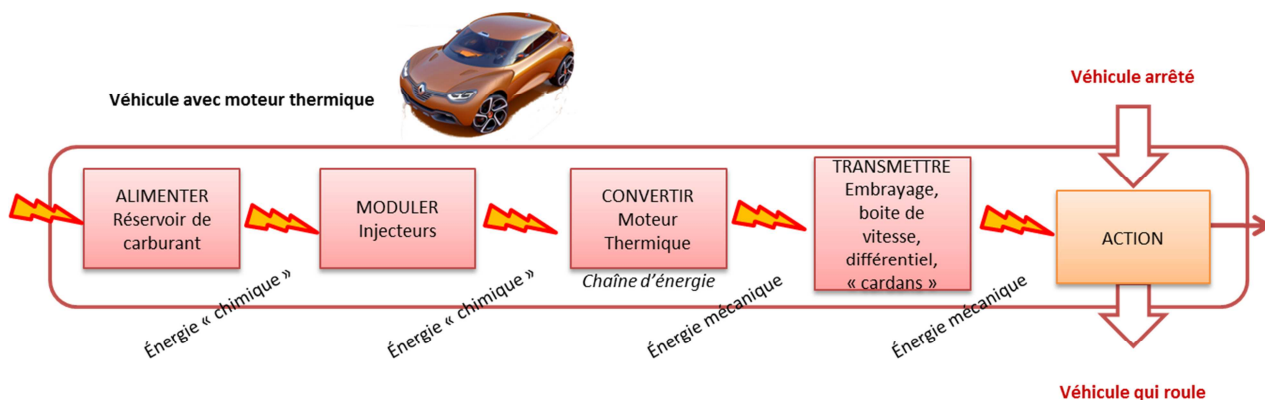 Véhicule arrêté
Véhicule avec moteur thermique
ALIMENTER
Réservoir de
carburant
MODULER
Injecteurs
CONVERTIR
Moteur
Thermique
TRANSMETTRE
Embrayage,
boite de
vitesse,
différentiel,
« cardans »
ACTION
Chaîne d’énergie
Énergie « chimique »
Énergie « chimique »
Énergie mécanique
Énergie mécanique
Véhicule qui roule